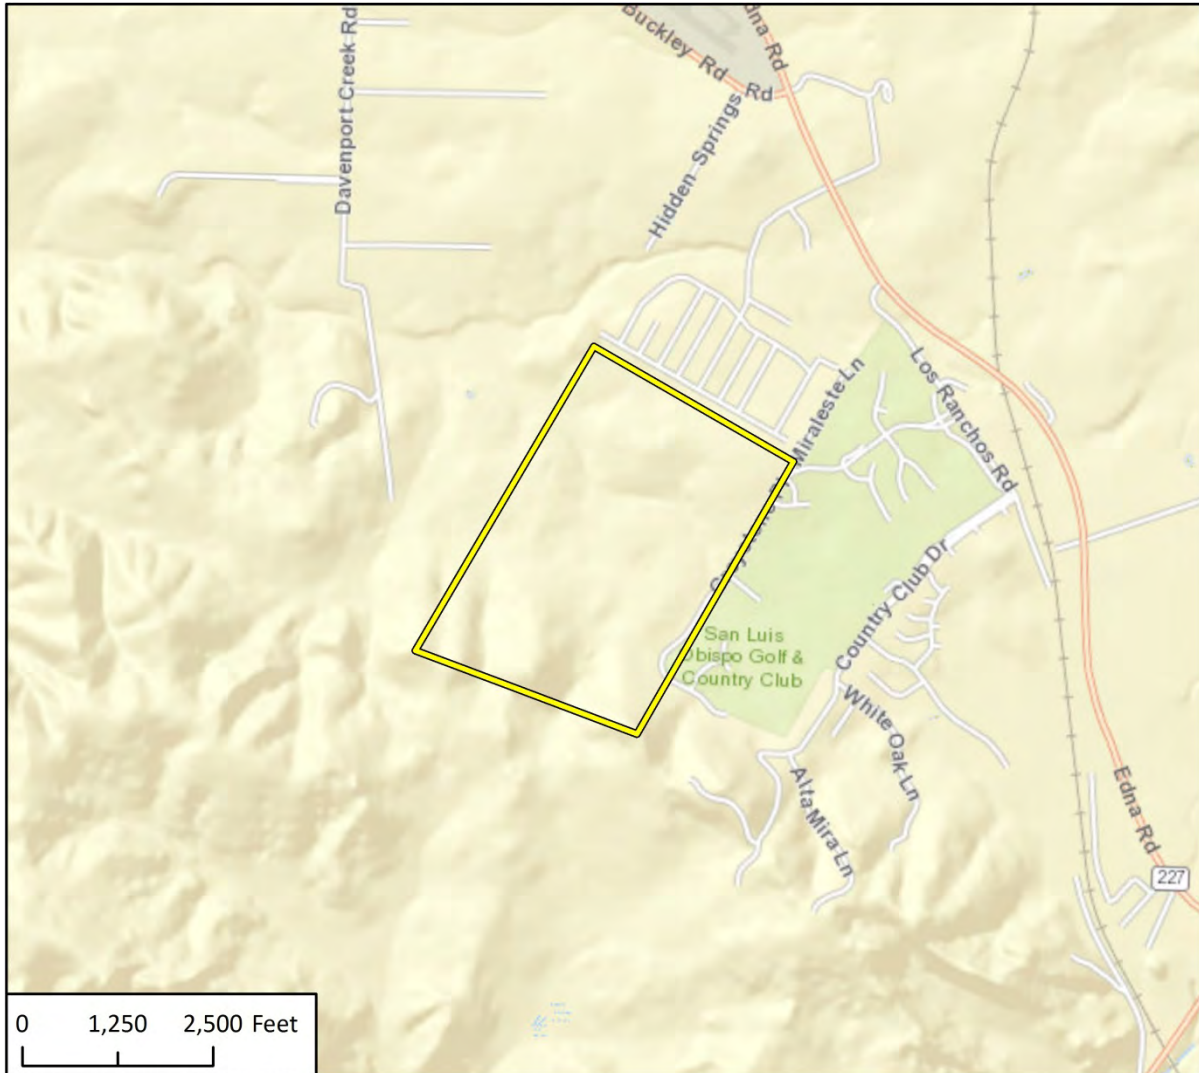 Davenport Creek Rd
Buckley Rd
Edna Rd
Rd
Hidden Springs
Miraleste Ln
Los Ranchos Rd
Country Club Dr
San Luis
Obispo Golf &
Country Club
White Oak Ln
Alta Mira Ln
Edna Rd
227
0 1,250 2,500 Feet